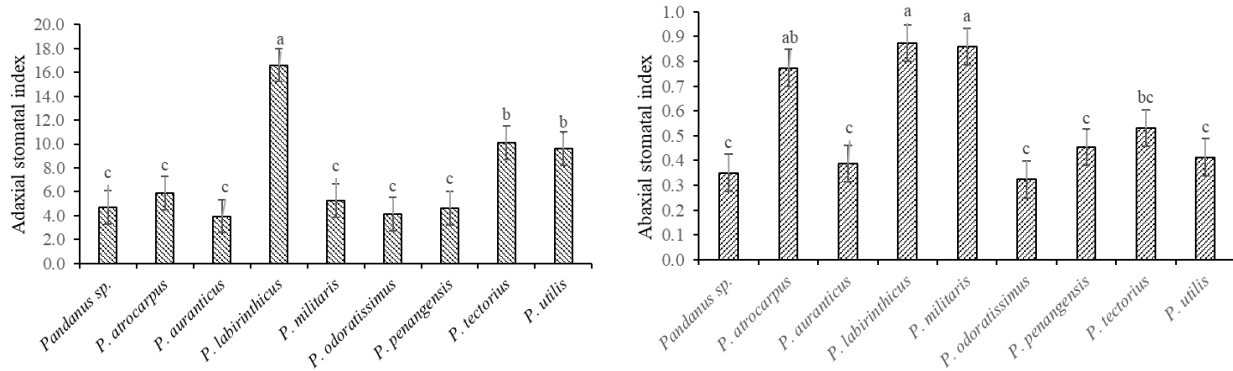 Adaxial stomatal index
20.0
18.0
16.0
14.0
12.0
10.0
8.0
6.0
4.0
2.0
0.0
c
c
c
a
c
c
c
b
b
Pandanus sp.
P. atrocarpus
P. auranticus
P. labirinthicus
P. militaris
P. odoratissimus
P. penangensis
P. tectorius
P. utilis
Abaxial stomatal index
1.0
0.9
0.8
0.7
0.6
0.5
0.4
0.3
0.2
0.1
0.0
c
ab
c
a
a
c
c
bc
c
Pandanus sp.
P. atrocarpus
P. auranticus
P. labirinthicus
P. militaris
P. odoratissimus
P. penangensis
P. tectorius
P. utilis